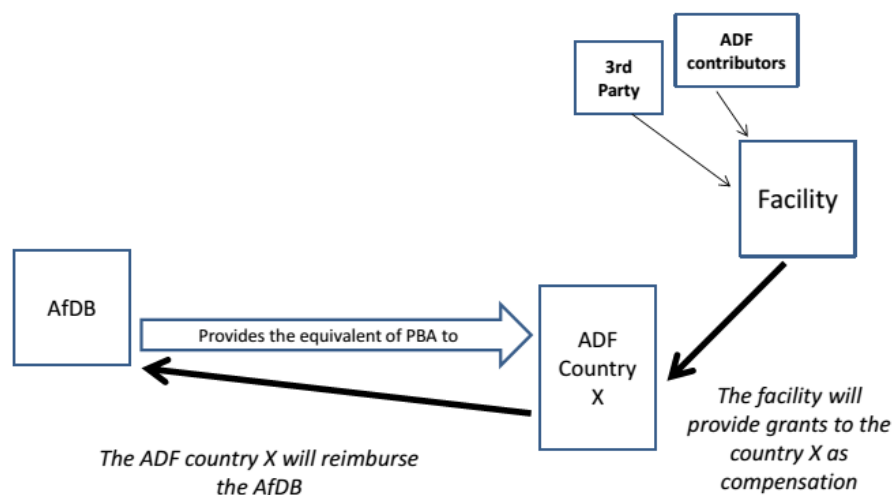 3rd
Party
ADF
contributors
Facility
AfDB
Provides the equivalent of PBA to
ADF
Country
X
The facility will
provide grants to the
country X as
compensation
The ADF country X will reimburse
the AfDB